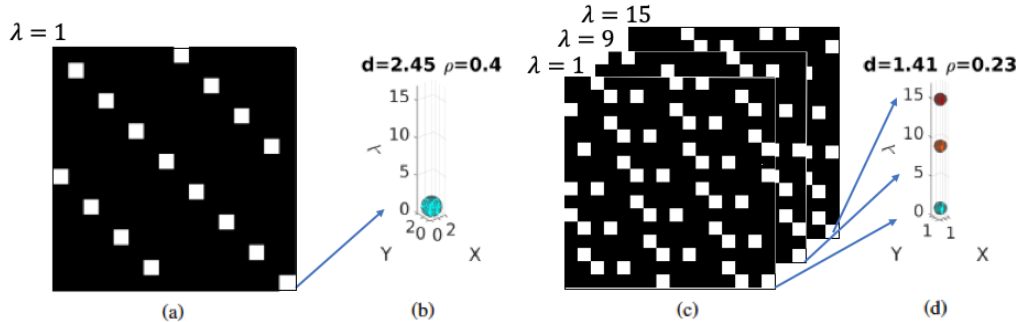 λ = 1
d=2.45 ρ=0.4
15
10
5
0
λ
2 0 0 2
Y
X
(a)
(b)
λ = 15
λ = 9
λ = 1
d=1.41 ρ=0.23
15
10
5
0
λ
1 1
Y
X
(c)
(d)